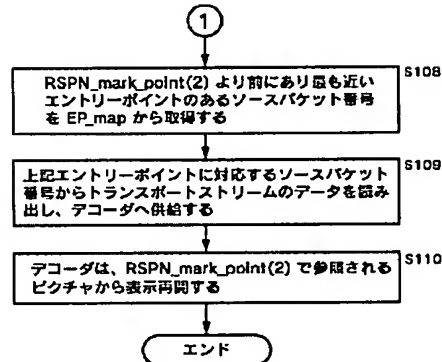 1
S108
RSPN_mark_point(2) より前にあり最も近い
エントリーポイントのあるソースパケット番号
を EP_map から取得する
S109
上記エントリーポイントに対応するソースパケット
番号からトランスポートストリームのデータを読み
出し、デコーダへ供給する
S110
デコーダは、RSPN_mark_point(2) で参照される
ピクチャから表示再開する
エンド